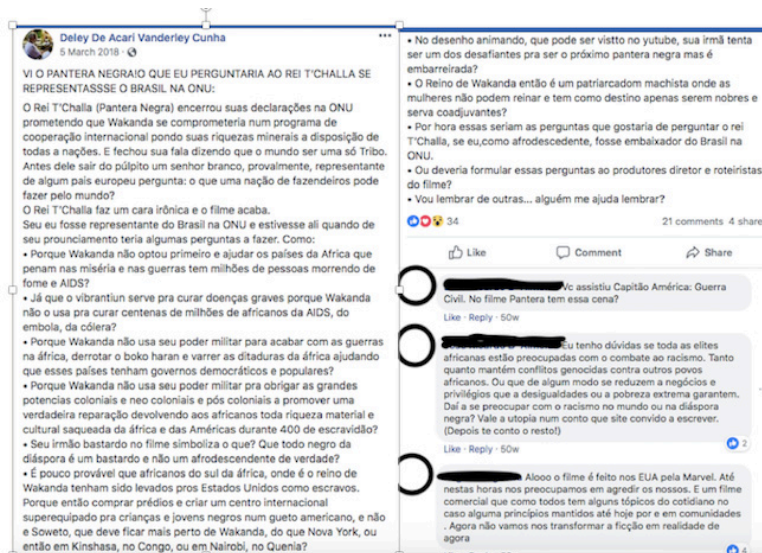 Deley De Acari Vanderley Cunha
5 March 2018 ·
VI O PANTERA NEGRA!O QUE EU PERGUNTARIA AO REI T'CHALLA SE
REPRESENTASSSE O BRASIL NA ONU:
O Rei T'Challa (Pantera Negra) encerrou suas declarações na ONU
prometendo que Wakanda se comprometeria num programa de
cooperação internacional pondo suas riquezas minerais a disposição de
todas a nações. E fechou sua fala dizendo que o mundo ser uma só Tribo.
Antes dele sair do púlpito um senhor branco, provalmente, representante
de algum pais europeu pergunta: o que uma nação de fazendeiros pode
fazer pelo mundo?
O Rei T'Challa faz um cara irônica e o filme acaba.
Seu eu fosse representante do Brasil na ONU e estivesse ali quando de
seu prounciamento teria algumas perguntas a fazer. Como:
• Porque Wakanda não optou primeiro e ajudar os países da Africa que
penam nas miséria e nas guerras tem milhões de pessoas morrendo de
fome e AIDS?
• Já que o vibrantiun serve pra curar doenças graves porque Wakanda
não o usa pra curar centenas de milhões de africanos da AIDS, do
embola, da cólera?
• Porque Wakanda não usa seu poder militar para acabar com as guerras
na áfrica, derrotar o boko haran e varrer as ditaduras da áfrica ajudando
que esses países tenham governos democráticos e populares?
• Porque Wakanda não usa seu poder militar pra obrigar as grandes
potencias coloniais e neo coloniais e pós coloniais a promover uma
verdadeira reparação devolvendo aos africanos toda riqueza material e
cultural saqueada da áfrica e das Américas durante 400 de escravidão?
• Seu irmão bastardo no filme simboliza o que? Que todo negro da
diáspora é um bastardo e não um afrodescendente de verdade?
• É pouco provável que africanos do sul da áfrica, onde é o reino de
Wakanda tenham sido levados pros Estados Unidos como escravos.
Porque então comprar prédios e criar um centro internacional
superequipado pra crianças e jovens negros num gueto americano, e não
e Soweto, que deve ficar mais perto de Wakanda, do que Nova York, ou
então em Kinshasa, no Congo, ou em Nairobi, no Quenia?
• No desenho animando, que pode ser vistto no yutube, sua irmã tenta
ser um dos desafiantes pra ser o próximo pantera negra mas é
embarreirada?
• O Reino de Wakanda então é um patriarcadom machista onde as
mulheres não podem reinar e tem como destino apenas serem nobres e
serva coadjuvantes?
• Por hora essas seriam as perguntas que gostaria de perguntar o rei
T'Challa, se eu,como afrodescedente, fosse embaixador do Brasil na
ONU.
• Ou deveria formular essas perguntas ao produtores diretor e roteiristas
do filme?
• Vou lembrar de outras... alguém me ajuda lembrar?
34
21 comments 4 share
Like Comment Share
Vc assistiu Capitão América: Guerra
Civil. No filme Pantera tem essa cena?
Like · Reply · 50w
Eu tenho dúvidas se toda as elites
africanas estão preocupadas com o combate ao racismo. Tanto
quanto mantém conflitos genocidas contra outros povos
africanos. Ou que de algum modo se reduzem a negócios e
privilégios que a desigualdades ou a pobreza extrema garantem.
Daí a se preocupar com o racismo no mundo ou na diáspora
negra? Vale a utopia num conto que site convido a escrever.
(Depois te conto o resto!)
2
Like · Reply · 50w
Alooo o filme é feito nos EUA pela Marvel. Até
nestas horas nos preocupamos em agredir os nossos. E um filme
comercial que como todos tem alguns tópicos do cotidiano no
caso alguma princípios mantidos até hoje por e em comunidades
. Agora não vamos nos transformar a ficção em realidade de
agora
4